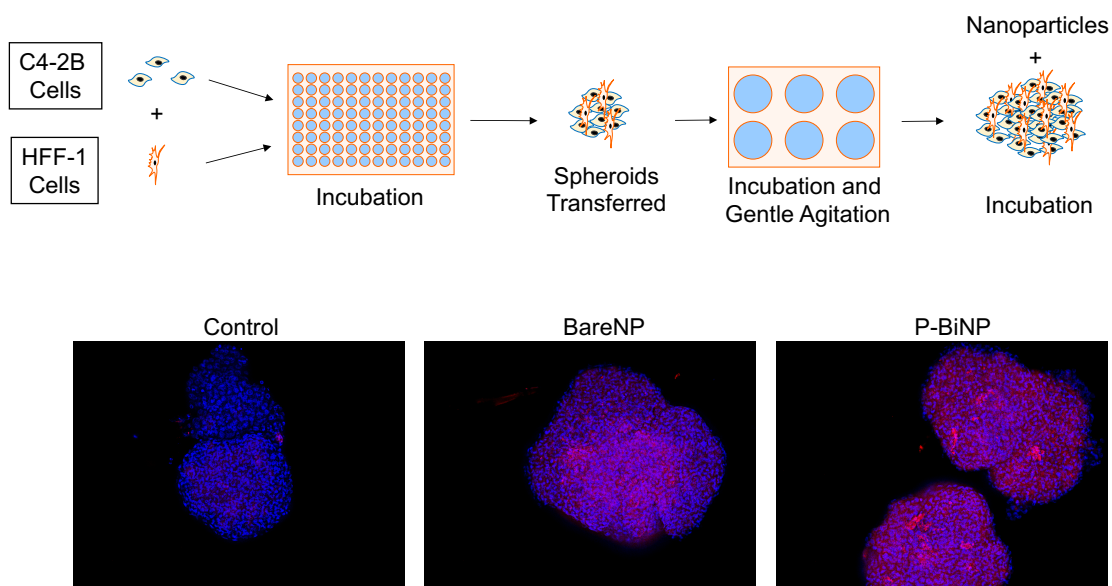 C4-2B
Cells
+
HFF-1
Cells
Incubation
Spheroids
Transferred
Incubation and
Gentle Agitation
Nanoparticles
+
Incubation
Control
BareNP
P-BiNP